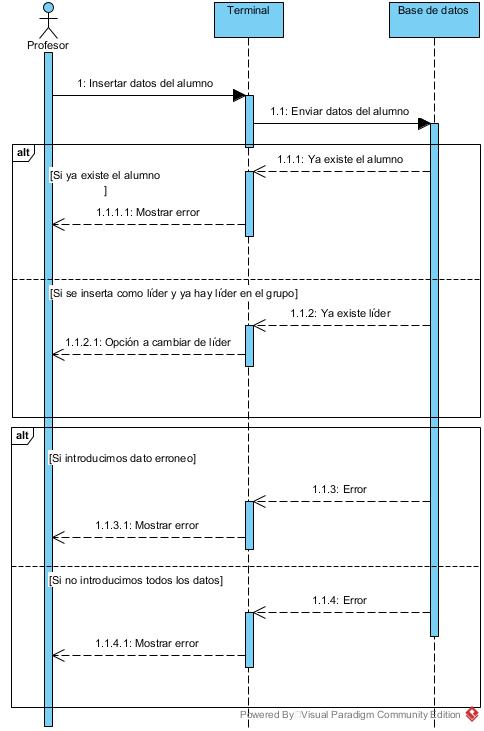 Profesor
Terminal
Base de datos
1: Insertar datos del alumno
1.1: Enviar datos del alumno
alt
1.1.1: Ya existe el alumno
[Si ya existe el alumno
]
1.1.1.1: Mostrar error
[Si se inserta como líder y ya hay líder en el grupo]
1.1.2: Ya existe líder
1.1.2.1: Opción a cambiar de líder
alt
[Si introducimos dato erroneo]
1.1.3: Error
1.1.3.1: Mostrar error
[Si no introducimos todos los datos]
1.1.4: Error
1.1.4.1: Mostrar error
Powered By Visual Paradigm Community Edition